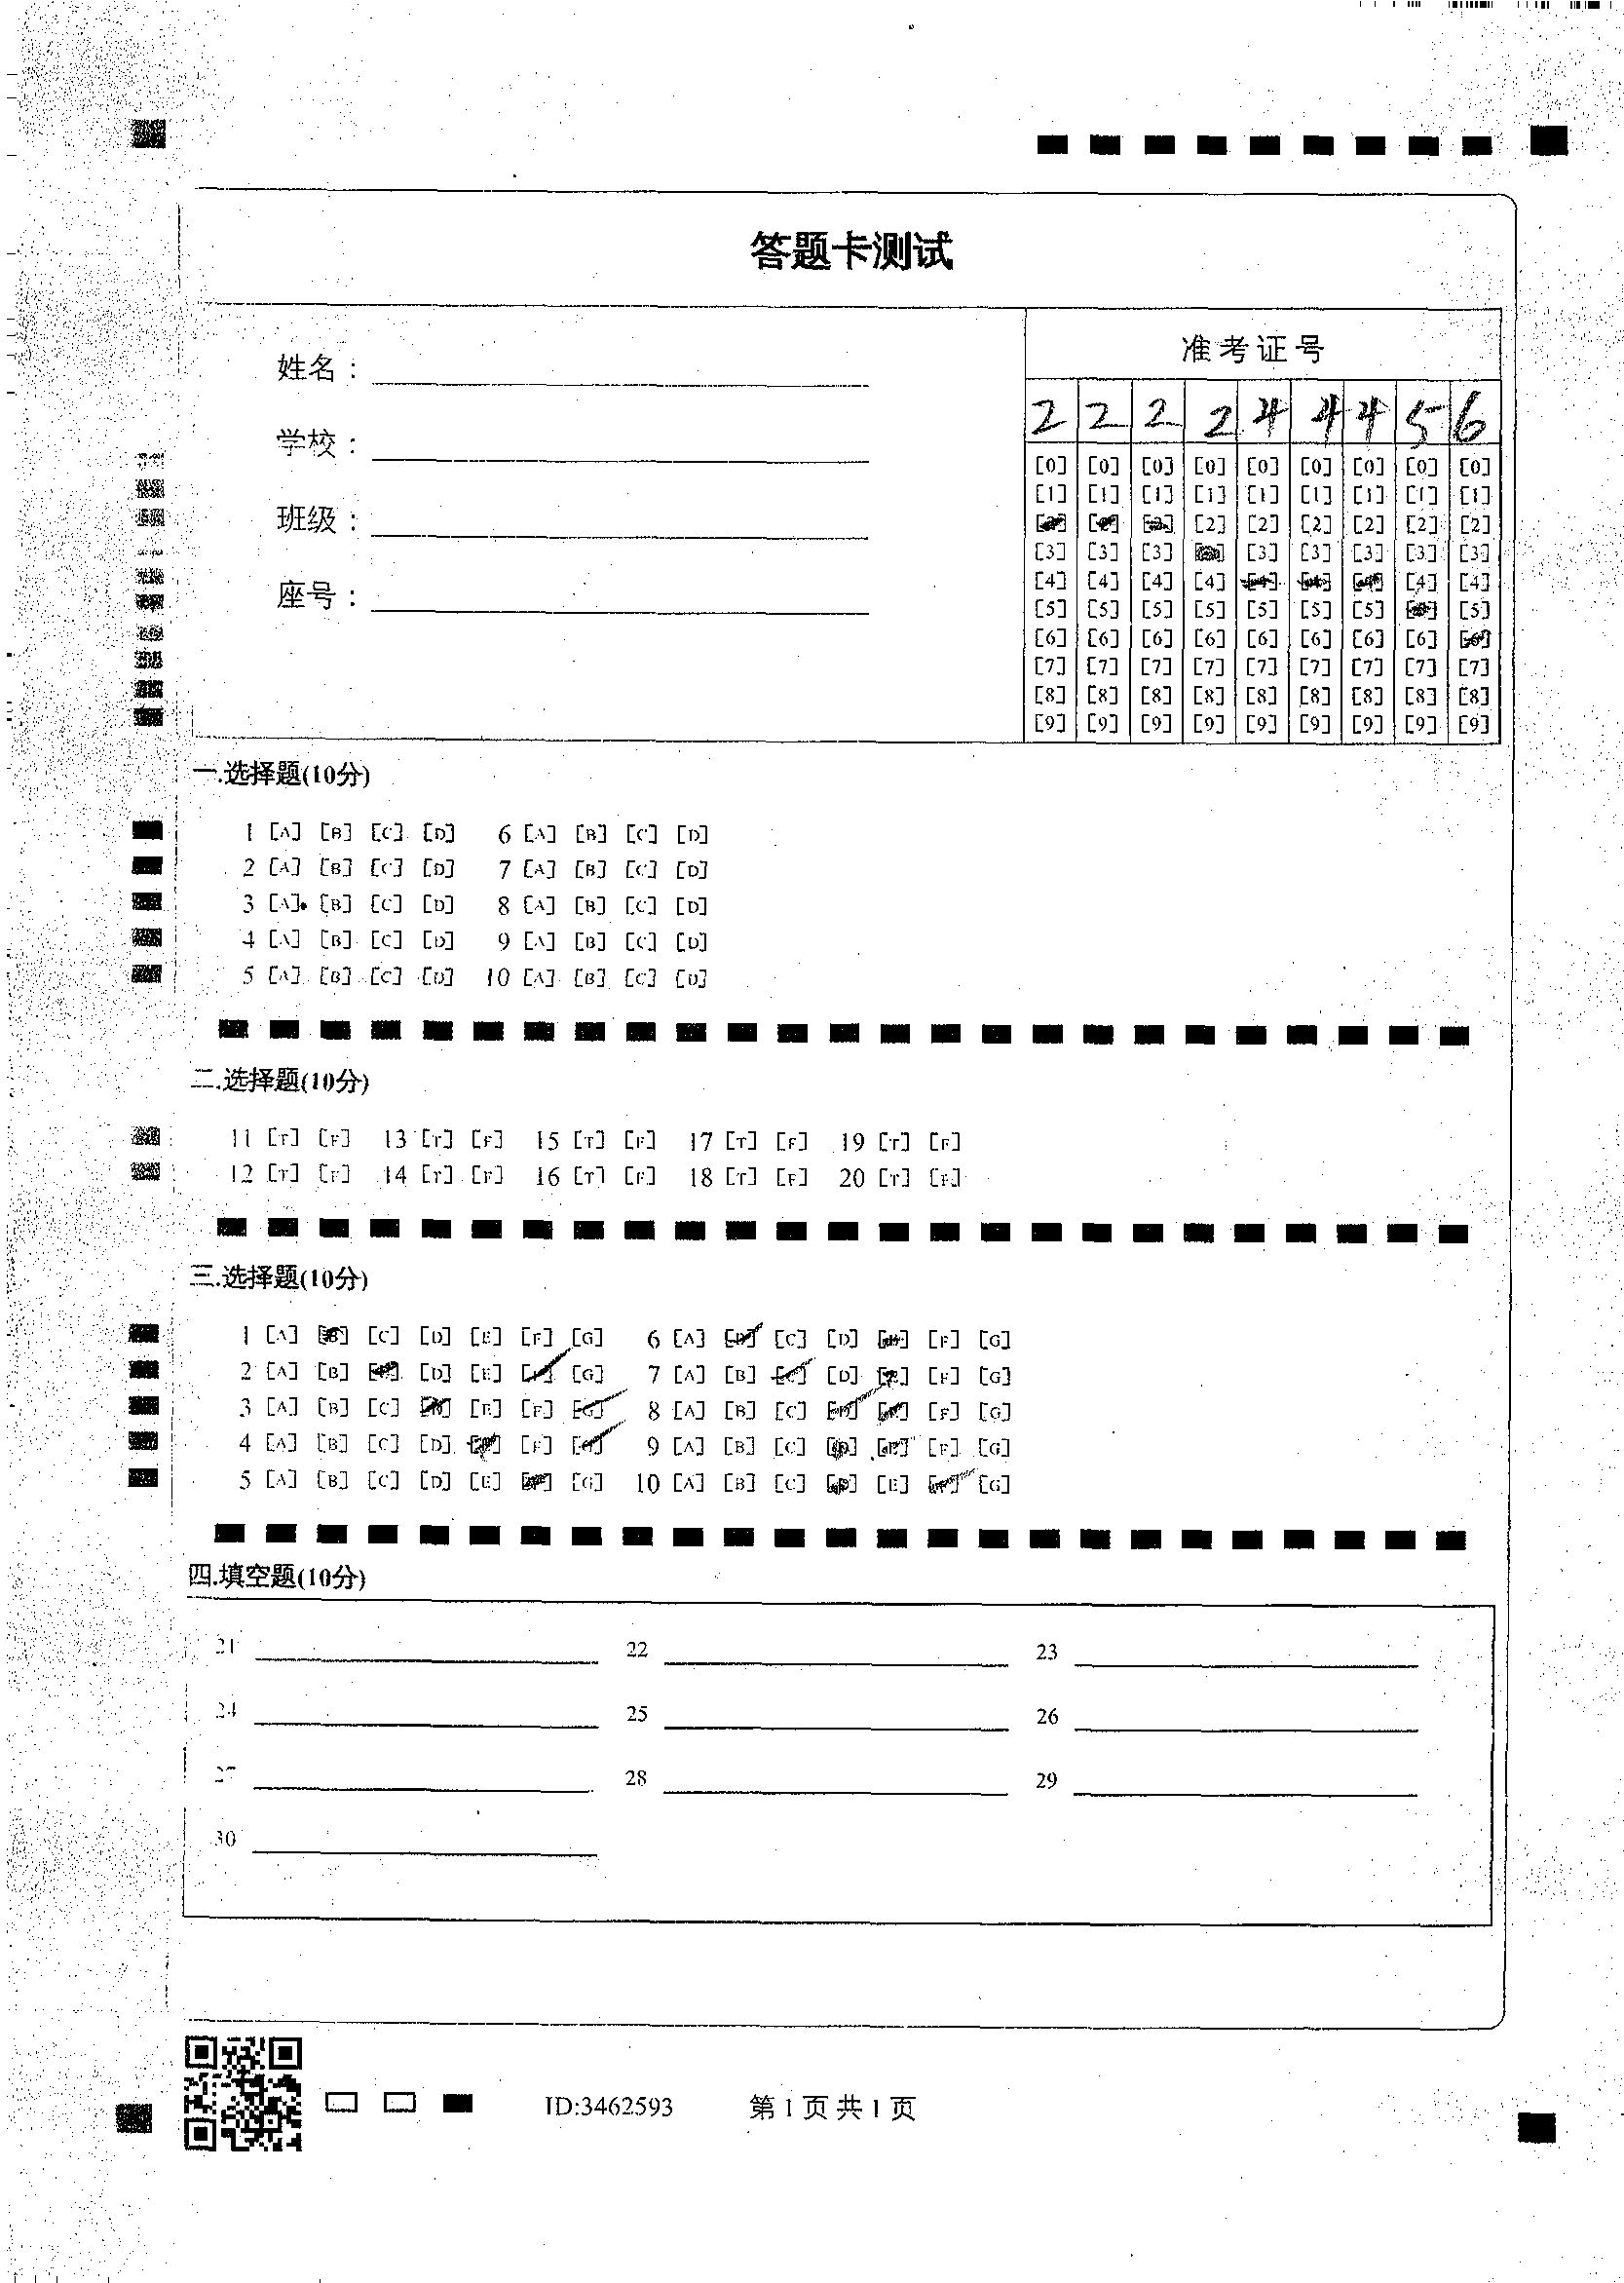 答题卡测试
姓名：
学校：
班级：
座号：
准考证号
2 2 2 2 4 4 4 5 6
[0] [0] [0] [0] [0] [0] [0] [0] [0]
[1] [1] [1] [1] [1] [1] [1] [1] [1]
[2] [2] [2] [2] [2] [2]
[3] [3] [3] [3] [3] [3] [3] [3]
[4] [4] [4] [4] [4] [4]
[5] [5] [5] [5] [5] [5] [5] [5]
[6] [6] [6] [6] [6] [6] [6] [6]
[7] [7] [7] [7] [7] [7] [7] [7] [7]
[8] [8] [8] [8] [8] [8] [8] [8] [8]
[9] [9] [9] [9] [9] [9] [9] [9] [9]
一.选择题(10分)
1 [A] [B] [C] [D] 6 [A] [B] [C] [D]
2 [A] [B] [C] [D] 7 [A] [B] [C] [D]
3 [A] [B] [C] [D] 8 [A] [B] [C] [D]
4 [A] [B] [C] [D] 9 [A] [B] [C] [D]
5 [A] [B] [C] [D] 10 [A] [B] [C] [D]
二.选择题(10分)
11 [T] [F] 13 [T] [F] 15 [T] [F] 17 [T] [F] 19 [T] [F]
12 [T] [F] 14 [T] [F] 16 [T] [F] 18 [T] [F] 20 [T] [F]
三.选择题(10分)
1 [A] [B] [C] [D] [E] [F] [G] 6 [A] [C] [D] [F] [G]
2 [A] [B] [D] [E] [G] 7 [A] [B] [D] [F] [G]
3 [A] [B] [C] [E] [F] [G] 8 [A] [B] [C] [F] [G]
4 [A] [B] [C] [D] [F] 9 [A] [B] [C] [F] [G]
5 [A] [B] [C] [D] [E] [G] 10 [A] [B] [C] [E] [G]
四.填空题(10分)
21 22 23
24 25 26
27 28 29
30
ID:3462593 第1页 共1页